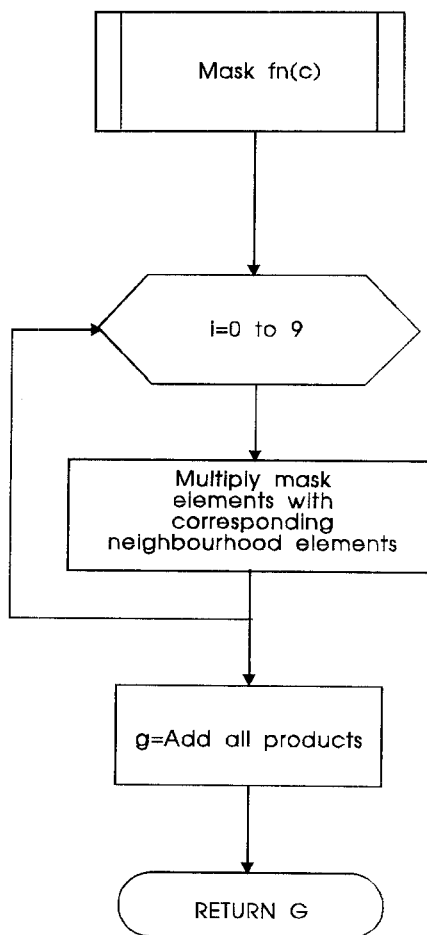 Mask fn(c)
i=0 to 9
Multiply mask
elements with
corresponding
neighbourhood elements
g=Add all products
RETURN G